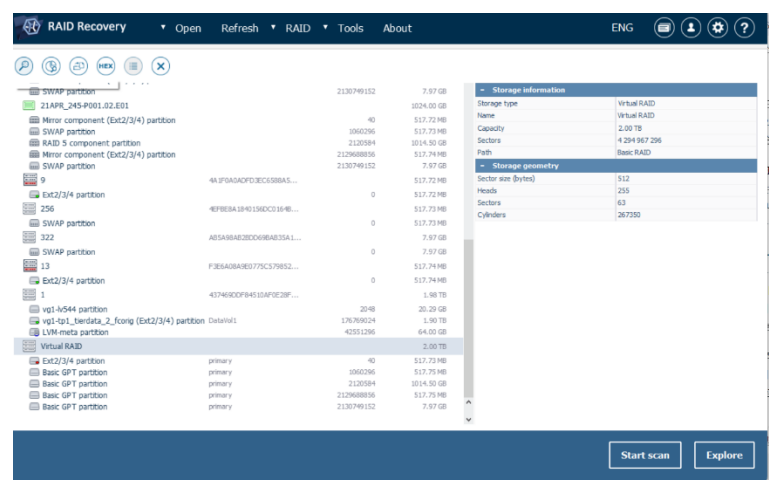 RAID Recovery Open Refresh RAID Tools About ENG
HEX
SWAP partition 2130749152 7.97 GB
21APR_245-P001.02.E01 1024.00 GB
Mirror component (Ext2/3/4) partition 40 517.72 MB
SWAP partition 1060296 517.73 MB
RAID 5 component partition 2120584 1014.50 GB
Mirror component (Ext2/3/4) partition 2129688856 517.74 MB
SWAP partition 2130749152 7.97 GB
9 517.72 MB
Ext2/3/4 partition 0 517.72 MB
256 517.73 MB
SWAP partition 0 517.73 MB
322 7.97 GB
SWAP partition 0 7.97 GB
13 517.74 MB
Ext2/3/4 partition 0 517.74 MB
1 1.98 TB
vg1-lv544 partition 2048 20.29 GB
vg1-tp1_tierdata_2_fcorig (Ext2/3/4) partition DataVol1 176769024 1.90 TB
LVM-meta partition 42551296 64.00 GB
Virtual RAID 2.00 TB
Ext2/3/4 partition primary 40 517.73 MB
Basic GPT partition primary 1060296 517.75 MB
Basic GPT partition primary 2120584 1014.50 GB
Basic GPT partition primary 2129688856 517.75 MB
Basic GPT partition primary 2130749152 7.97 GB
Storage information
Storage type Virtual RAID
Name Virtual RAID
Capacity 2.00 TB
Sectors 4 294 967 296
Path Basic RAID
Storage geometry
Sector size (bytes) 512
Heads 255
Sectors 63
Cylinders 267350
Start scan Explore